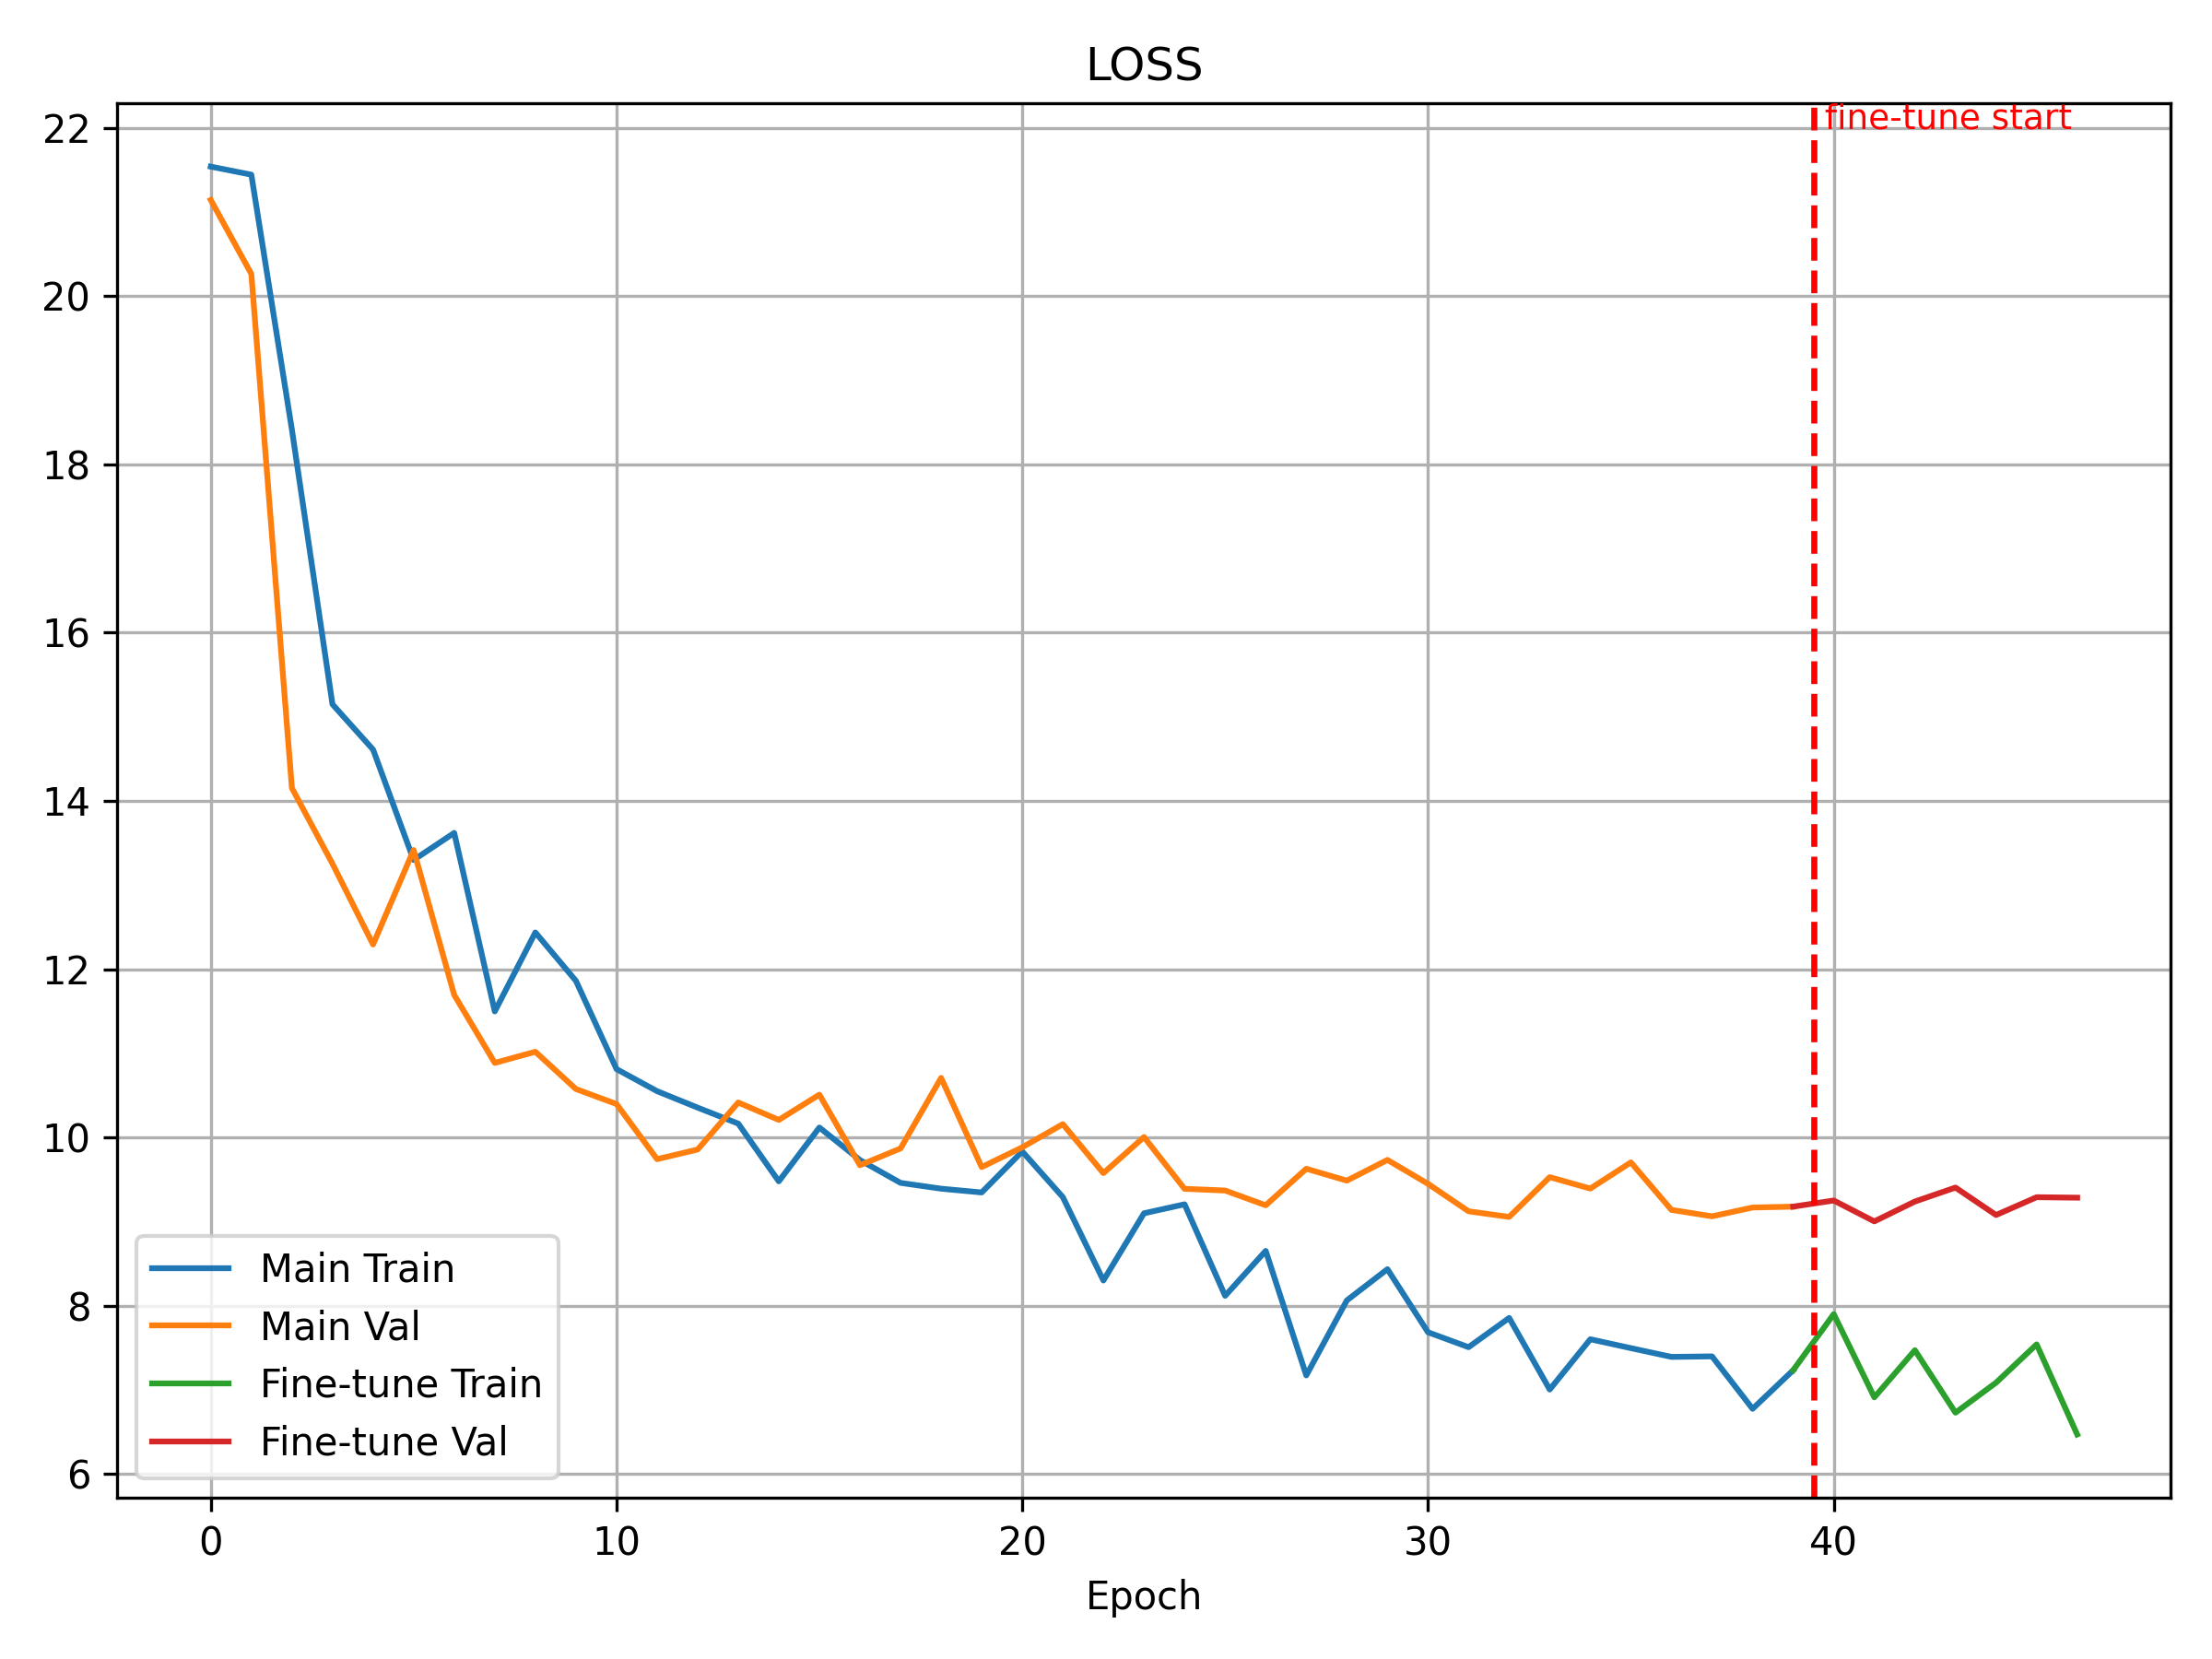 LOSS
fine-tune start
22
20
18
16
14
12
10
8
6
Main Train
Main Val
Fine-tune Train
Fine-tune Val
0 10 20 30 40
Epoch